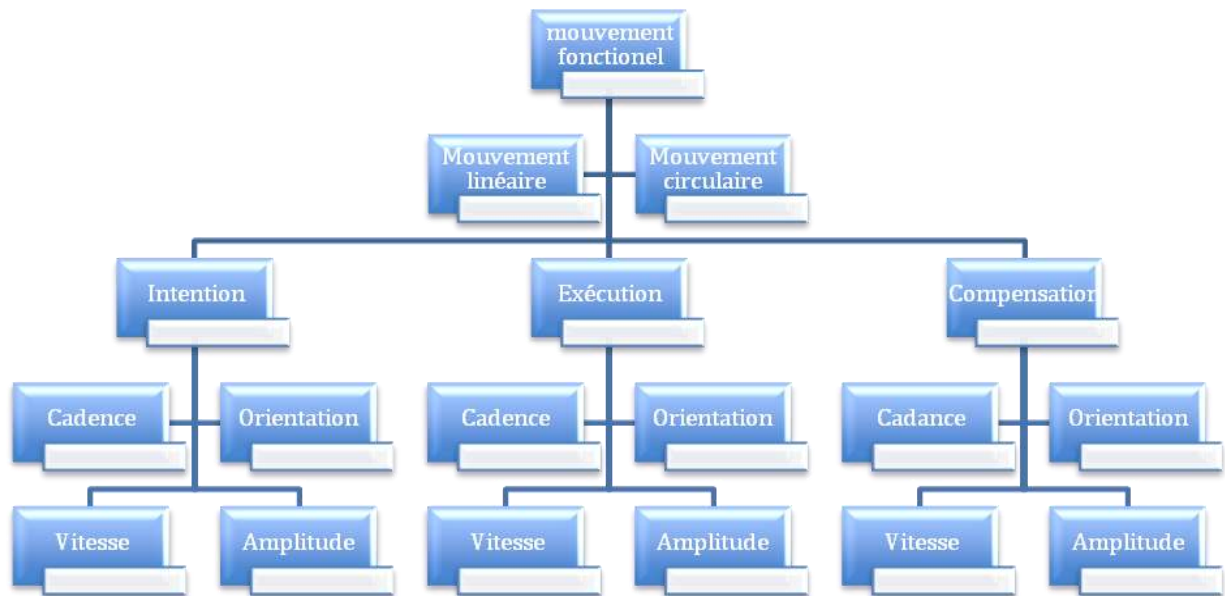 mouvement
fonctionel
Mouvement
linéaire
Mouvement
circulaire
Intention
Exécution
Compensation
Cadence
Orientation
Cadence
Orientation
Cadance
Orientation
Vitesse
Amplitude
Vitesse
Amplitude
Vitesse
Amplitude